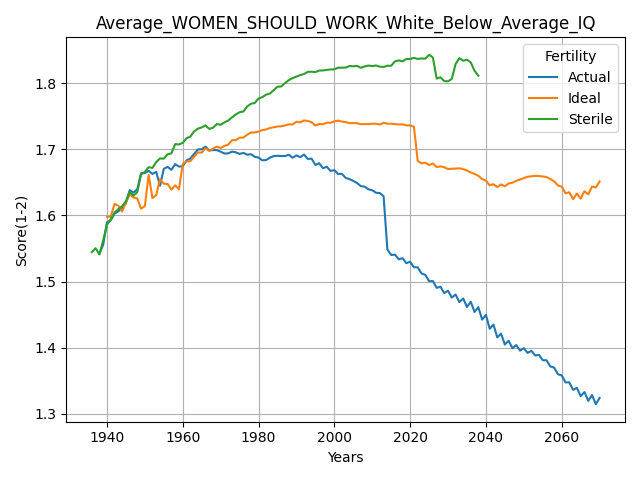 Average_WOMEN_SHOULD_WORK_White_Below_Average_IQ
Fertility
Actual
Ideal
Sterile
Score(1-2)
1.8
1.7
1.6
1.5
1.4
1.3
1940 1960 1980 2000 2020 2040 2060
Years